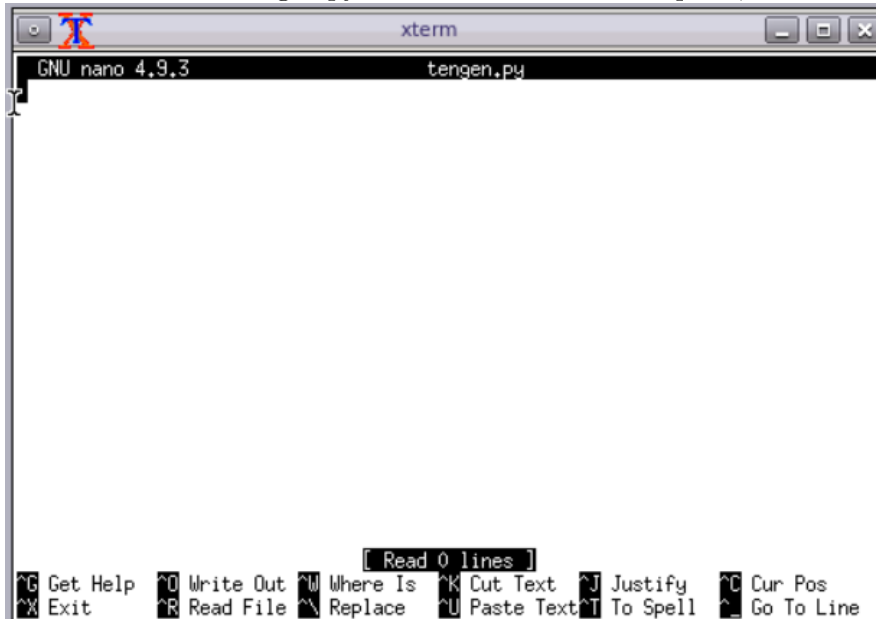 xterm
GNU nano 4.9.3 tengen.py
[ Read 0 lines ]
^G Get Help ^O Write Out ^W Where Is ^K Cut Text ^J Justify ^C Cur Pos
^X Exit ^R Read File ^\ Replace ^U Paste Text ^T To Spell ^_ Go To Line